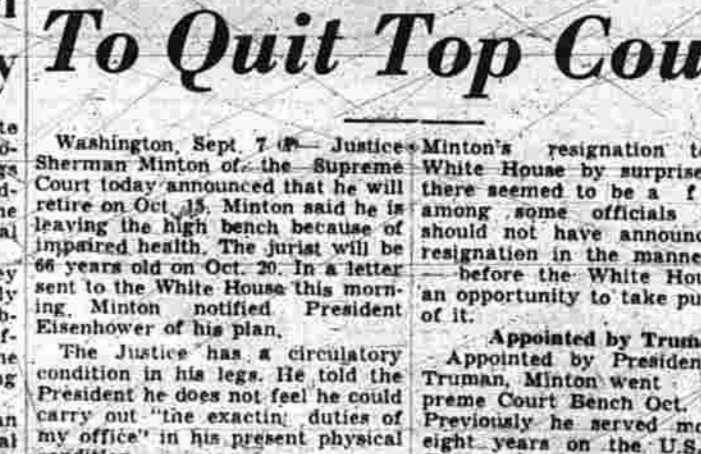 To Quit Top Cou
Washington, Sept. 7 — Justice
Sherman Minton of the Supreme
Court today announced that he will
retire on Oct. 15. Minton said he is
leaving the high bench because of
impaired health. The jurist will be
66 years old on Oct. 20. In a letter
sent to the White House this morn-
ing, Minton notified President
Eisenhower of his plan.
The Justice has a circulatory
condition in his legs. He told the
President he does not feel he could
carry out "the exacting duties of
my office" in his present physical
Minton's resignation t
White House by surprise
there seemed to be a f
among some officials
should not have announc
resignation in the manne
— before the White Hou
an opportunity to take pu
of it.
Appointed by Trum
Appointed by Presiden
Truman, Minton went
preme Court Bench Oct.
Previously he served mo
eight years on the U.S.